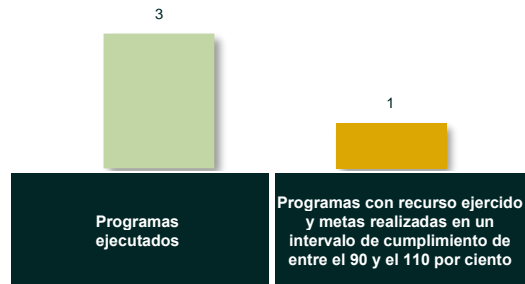 3
1
Programas
ejecutados
Programas con recurso ejercido
y metas realizadas en un
intervalo de cumplimiento de
entre el 90 y el 110 por ciento